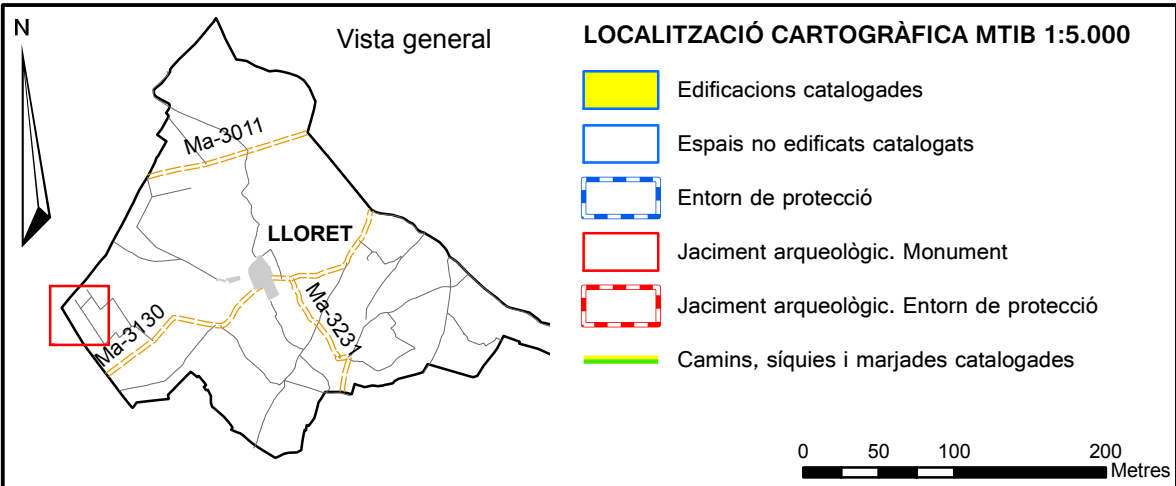 N
Vista general
Ma-3011
LLORET
Ma-3130
Ma-3231
LOCALITZACIÓ CARTOGRÀFICA MTIB 1:5.000
Edificacions catalogades
Espais no edificats catalogats
Entorn de protecció
Jaciment arqueològic. Monument
Jaciment arqueològic. Entorn de protecció
Camins, síquies i marjades catalogades
0 50 100 200
Metres